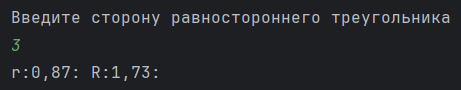 Введите сторону равностороннего треугольника
3
r:0,87: R:1,73: